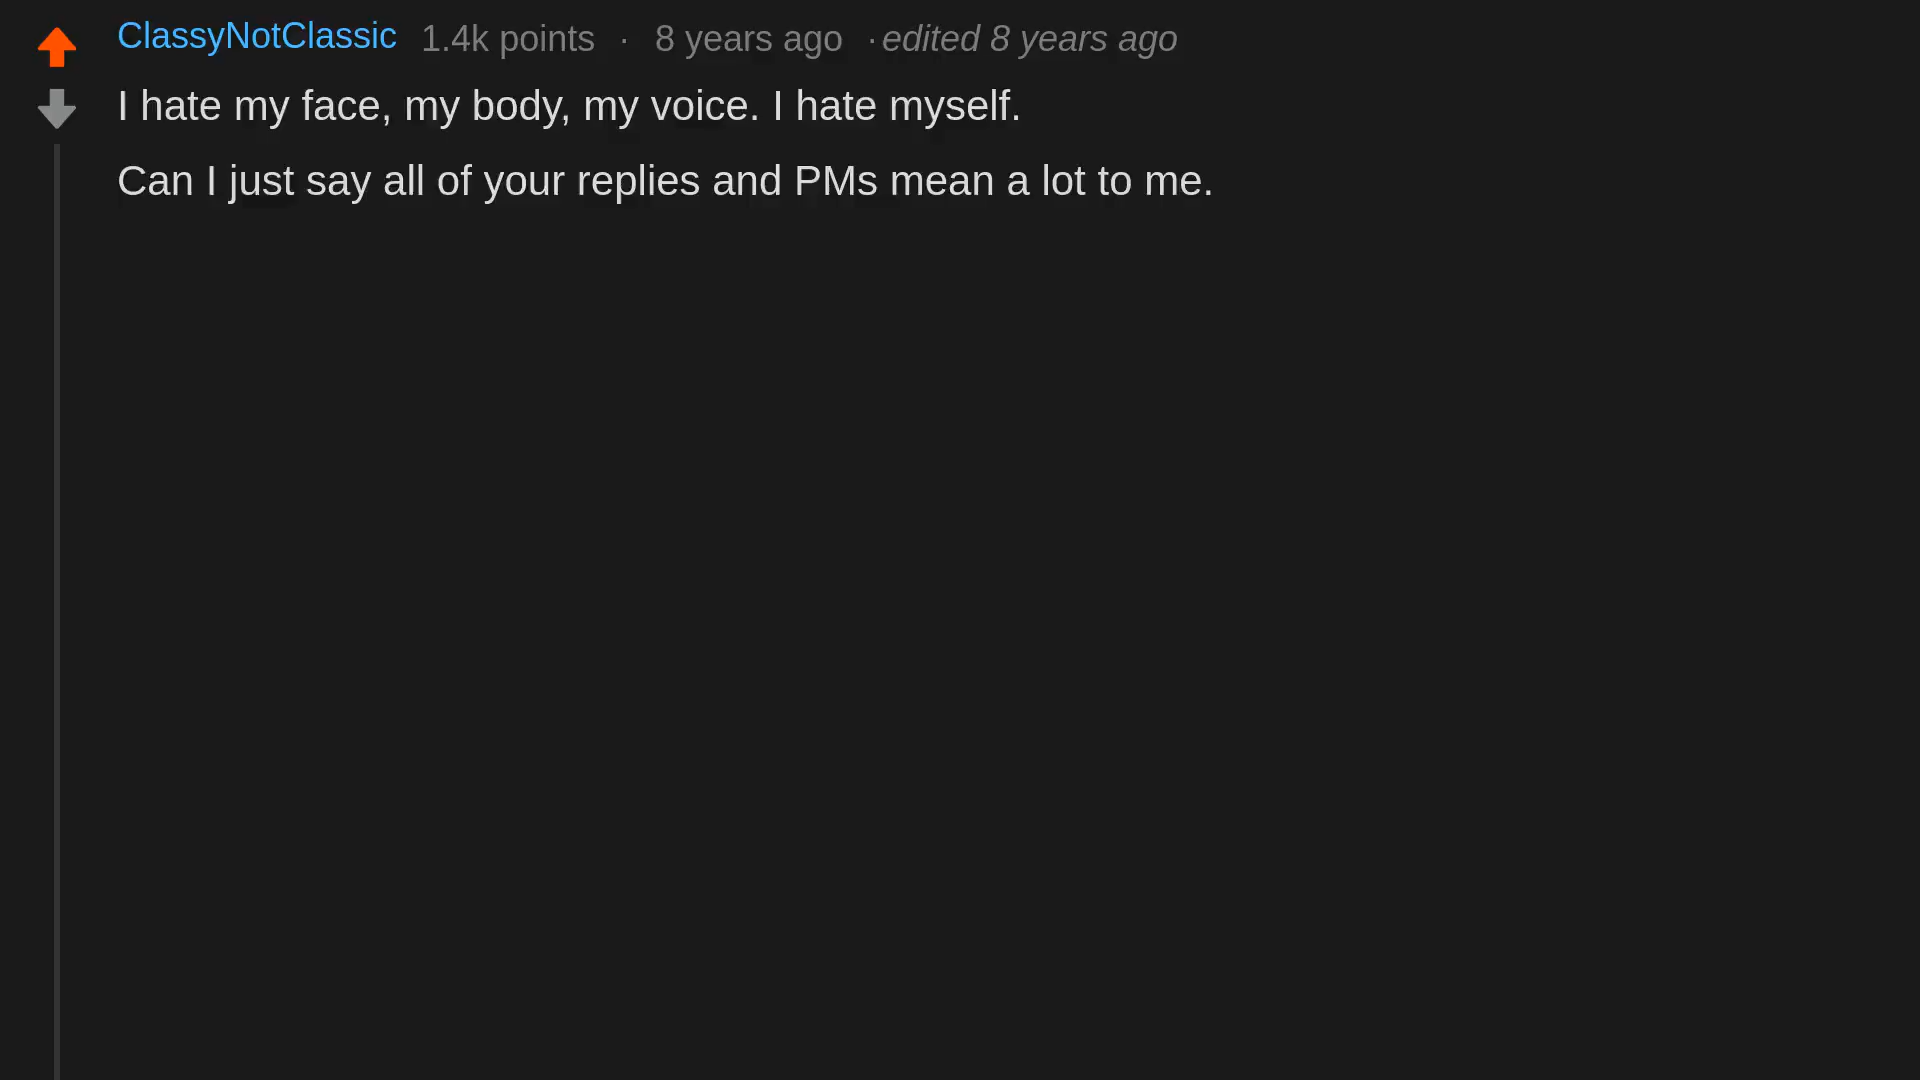 ClassyNotClassic 1.4k points · 8 years ago · edited 8 years ago
I hate my face, my body, my voice. I hate myself.
Can I just say all of your replies and PMs mean a lot to me.